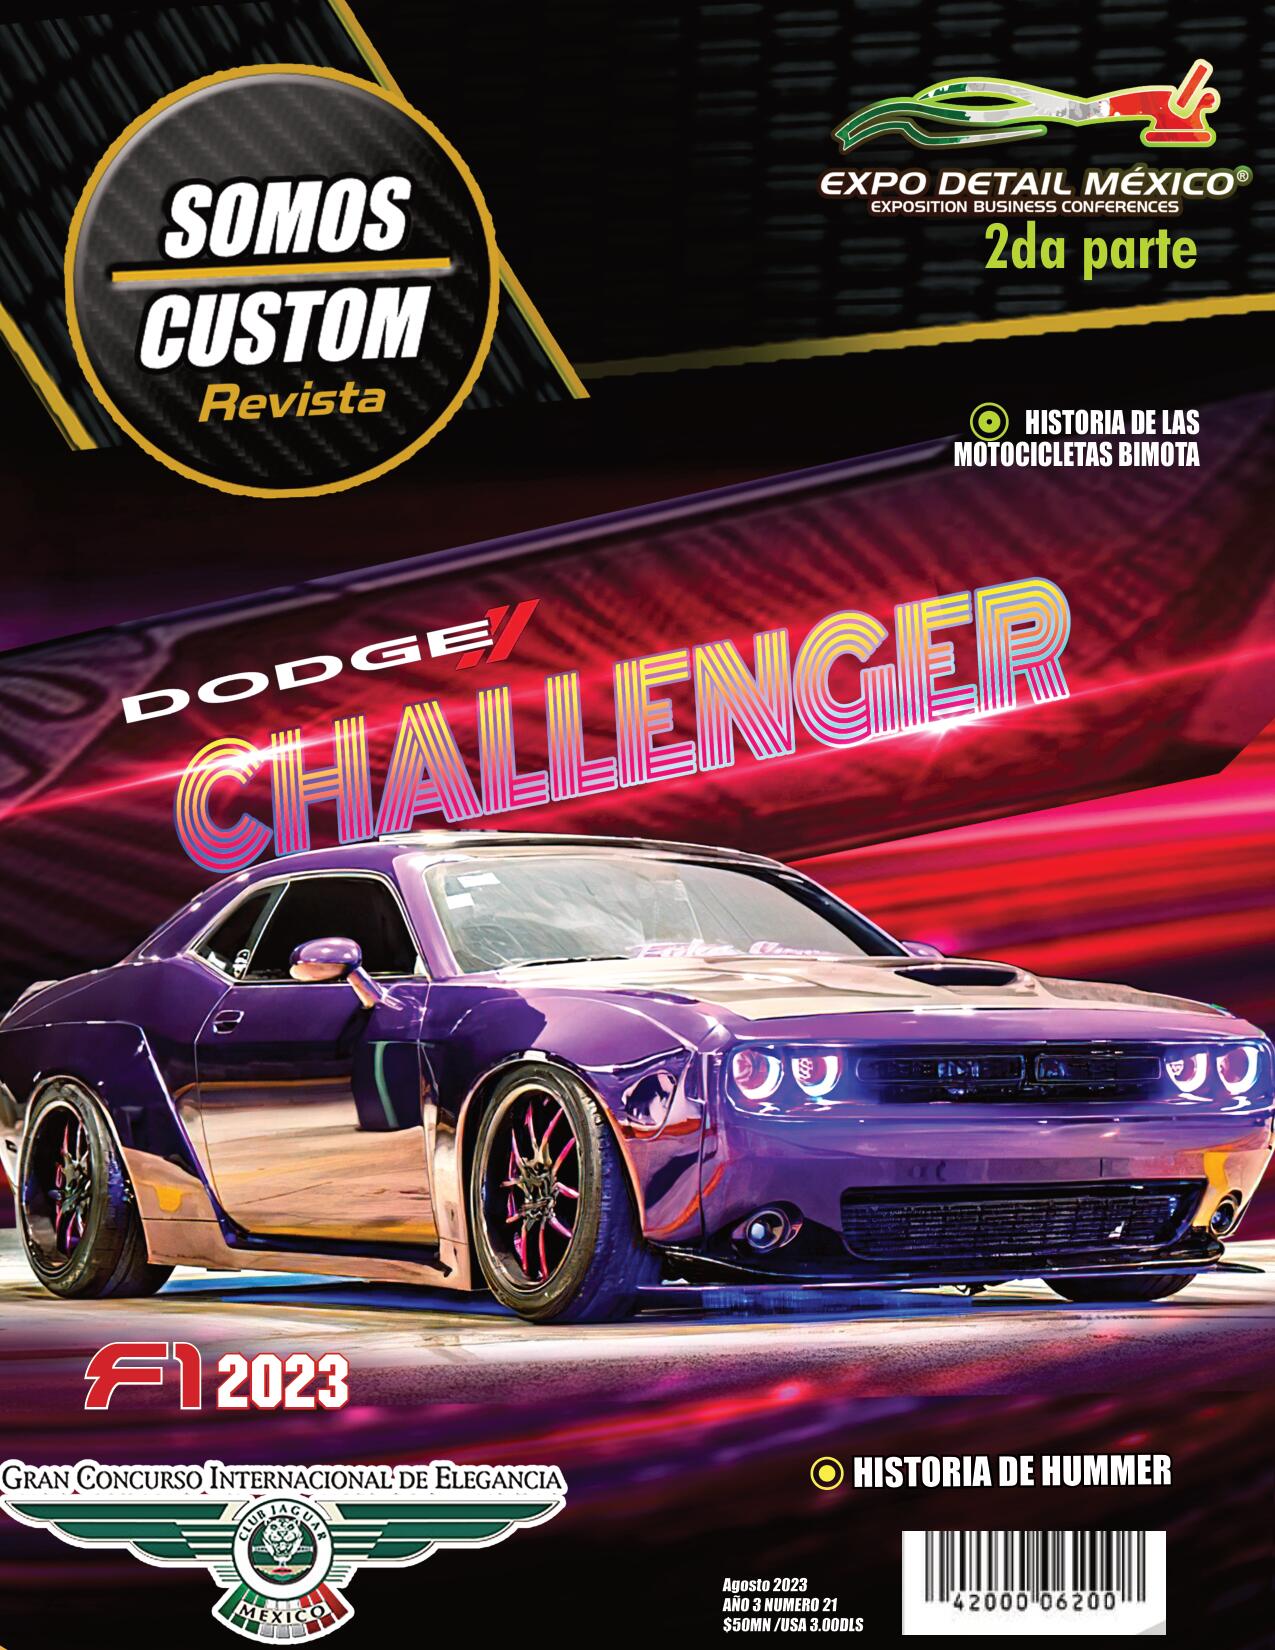 SOMOS
CUSTOM
Revista
EXPO DETAIL MÉXICO®
EXPOSITION BUSINESS CONFERENCES
2da parte
HISTORIA DE LAS
MOTOCICLETAS BIMOTA
DODGE
CHALLENGER
F1 2023
GRAN CONCURSO INTERNACIONAL DE ELEGANCIA
CLUB JAGUAR
MÉXICO
HISTORIA DE HUMMER
Agosto 2023
AÑO 3 NUMERO 21
$50MN /USA 3.00DLS
42000 06200